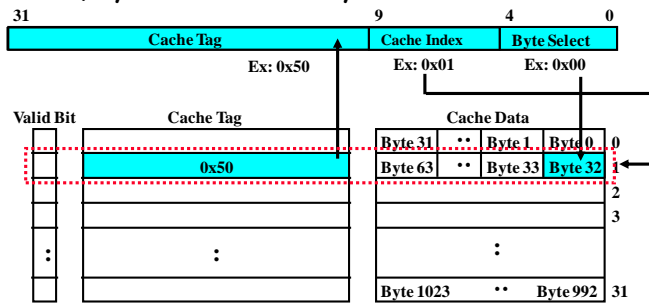 31 9 4 0
Cache Tag Cache Index Byte Select
Ex: 0x50 Ex: 0x01 Ex: 0x00
Valid Bit Cache Tag Cache Data
Byte 31 ·· Byte 1 Byte 0 0
0x50 Byte 63 ·· Byte 33 Byte 32 1
2
3
: : :
Byte 1023 ·· Byte 992 31